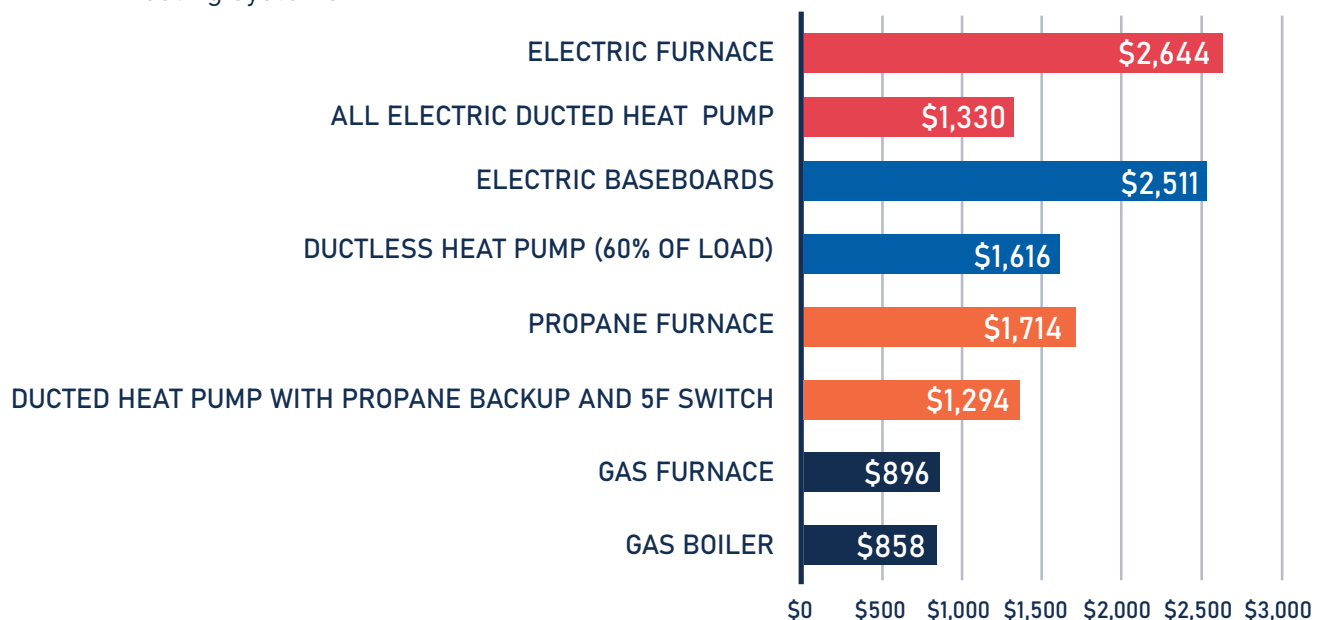 ELECTRIC FURNACE $2,644
ALL ELECTRIC DUCTED HEAT PUMP $1,330
ELECTRIC BASEBOARDS $2,511
DUCTLESS HEAT PUMP (60% OF LOAD) $1,616
PROPANE FURNACE $1,714
DUCTED HEAT PUMP WITH PROPANE BACKUP AND 5F SWITCH $1,294
GAS FURNACE $896
GAS BOILER $858
$0 $500 $1,000 $1,500 $2,000 $2,500 $3,000